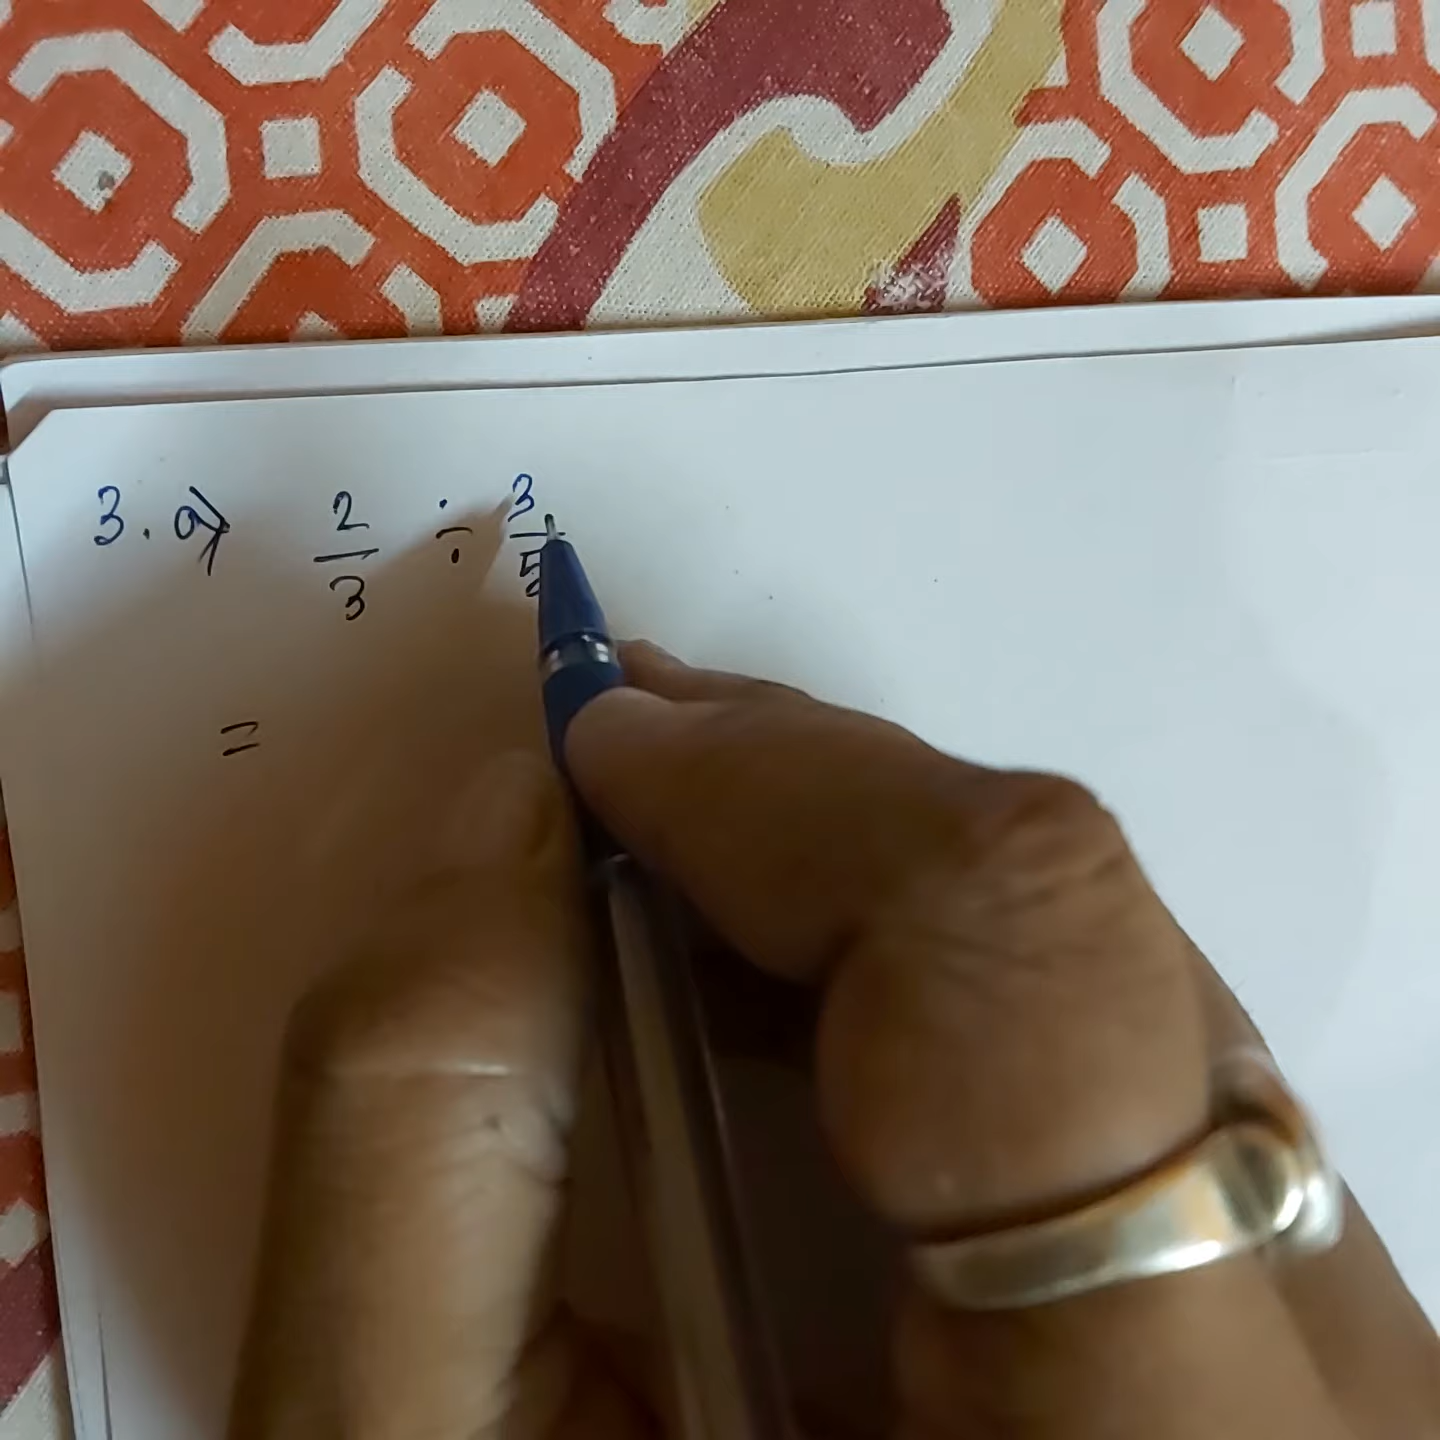 3. a) 2/3 ÷ 3/5
=